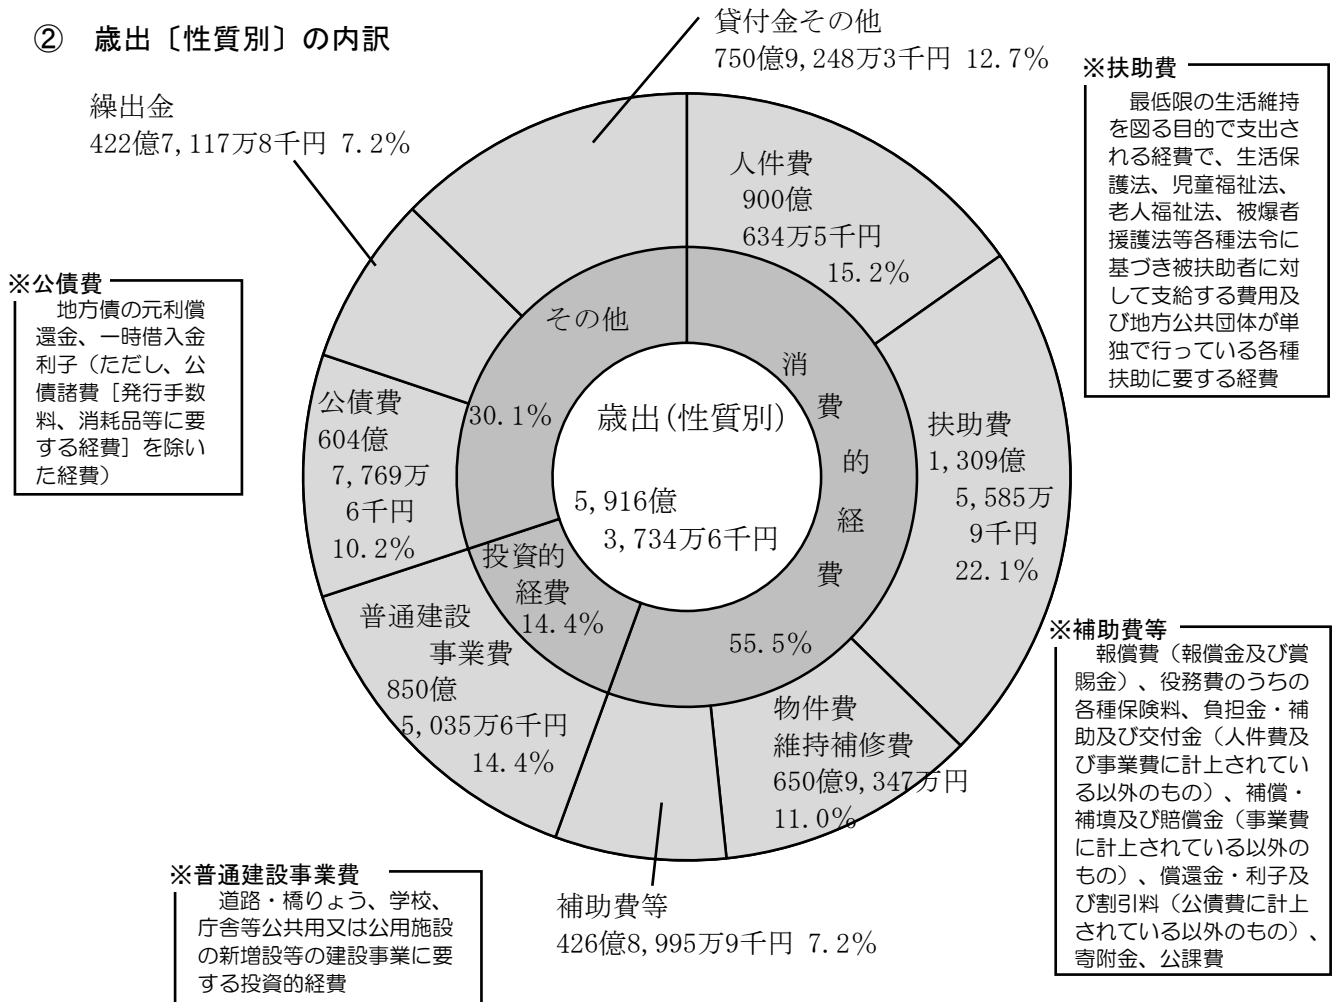 ② 歳出〔性質別〕の内訳
貸付金その他
750億9,248万3千円 12.7%
繰出金
422億7,117万8千円 7.2%
※扶助費
最低限の生活維持
を図る目的で支出さ
れる経費で、生活保
護法、児童福祉法、
老人福祉法、被爆者
援護法等各種法令に
基づき被扶助者に対
して支給する費用及
び地方公共団体が単
独で行っている各種
扶助に要する経費
人件費
900億
634万5千円
15.2%
※公債費
地方債の元利償
還金、一時借入金
利子（ただし、公
債諸費［発行手数
料、消耗品等に要
する経費］を除い
た経費）
その他
30.1%
消費的経費
55.5%
歳出(性質別)
5,916億
3,734万6千円
公債費
604億
7,769万
6千円
10.2%
扶助費
1,309億
5,585万
9千円
22.1%
投資的
経費
14.4%
普通建設
事業費
850億
5,035万6千円
14.4%
物件費
維持補修費
650億9,347万円
11.0%
※補助費等
報償費（報償金及び賞
賜金）、役務費のうちの
各種保険料、負担金・補
助及び交付金（人件費及
び事業費に計上されてい
る以外のもの）、補償・
補填及び賠償金（事業費
に計上されている以外の
もの）、償還金・利子及
び割引料（公債費に計上
されている以外のもの）、
寄附金、公課費
※普通建設事業費
道路・橋りょう、学校、
庁舎等公共用又は公用施設
の新増設等の建設事業に要
する投資的経費
補助費等
426億8,995万9千円 7.2%